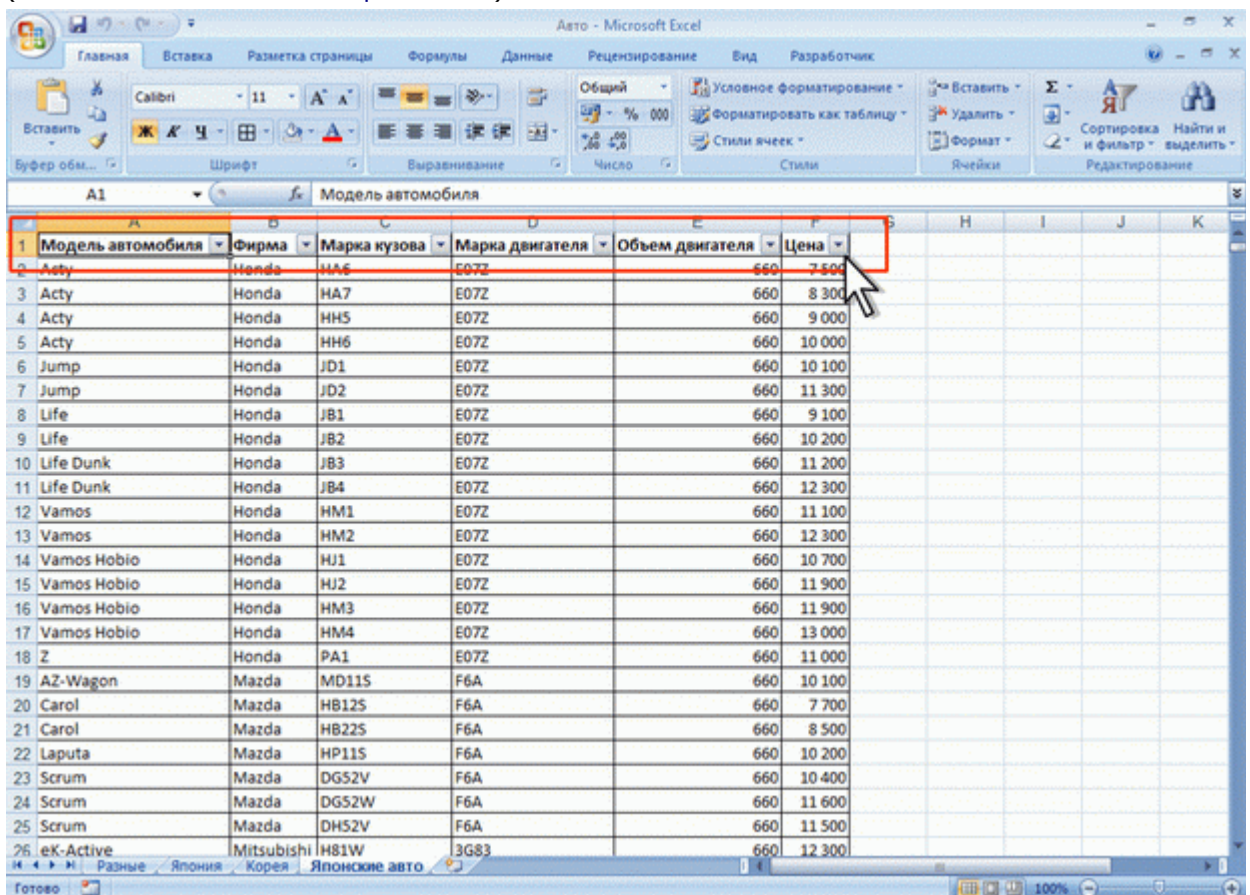 Авто - Microsoft Excel
Главная Вставка Разметка страницы Формулы Данные Рецензирование Вид Разработчик
Вставить
Calibri 11
Ж К Ч
Общий
% 000
Условное форматирование
Форматировать как таблицу
Стили ячеек
Вставить
Удалить
Формат
Σ
Сортировка и фильтр
Найти и выделить
Буфер обм... Шрифт Выравнивание Число Стили Ячейки Редактирование
A1 fx Модель автомобиля
A B C D E F G H I J K
1 Модель автомобиля Фирма Марка кузова Марка двигателя Объем двигателя Цена
2 Acty Honda HA6 E07Z 660 7 500
3 Acty Honda HA7 E07Z 660 8 300
4 Acty Honda HH5 E07Z 660 9 000
5 Acty Honda HH6 E07Z 660 10 000
6 Jump Honda JD1 E07Z 660 10 100
7 Jump Honda JD2 E07Z 660 11 300
8 Life Honda JB1 E07Z 660 9 100
9 Life Honda JB2 E07Z 660 10 200
10 Life Dunk Honda JB3 E07Z 660 11 200
11 Life Dunk Honda JB4 E07Z 660 12 300
12 Vamos Honda HM1 E07Z 660 11 100
13 Vamos Honda HM2 E07Z 660 12 300
14 Vamos Hobio Honda HJ1 E07Z 660 10 700
15 Vamos Hobio Honda HJ2 E07Z 660 11 900
16 Vamos Hobio Honda HM3 E07Z 660 11 900
17 Vamos Hobio Honda HM4 E07Z 660 13 000
18 Z Honda PA1 E07Z 660 11 000
19 AZ-Wagon Mazda MD11S F6A 660 10 100
20 Carol Mazda HB12S F6A 660 7 700
21 Carol Mazda HB22S F6A 660 8 500
22 Laputa Mazda HP11S F6A 660 10 200
23 Scrum Mazda DG52V F6A 660 10 400
24 Scrum Mazda DG52W F6A 660 11 600
25 Scrum Mazda DH52V F6A 660 11 500
26 eK-Active Mitsubishi H81W 3G83 660 12 300
Разные Япония Корея Японские авто
Готово 100%